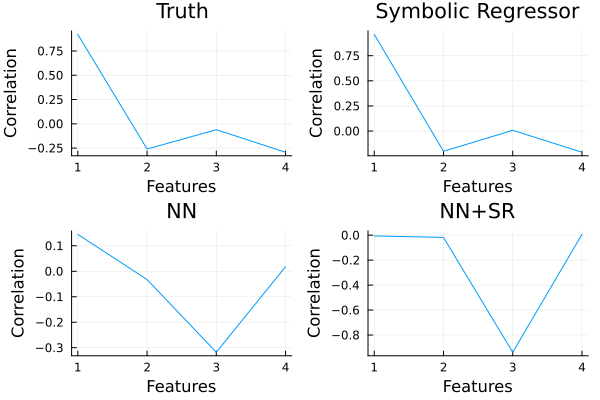 Truth
Correlation
0.75
0.50
0.25
0.00
−0.25
1 2 3 4
Features
Symbolic Regressor
Correlation
0.75
0.50
0.25
0.00
1 2 3 4
Features
NN
Correlation
0.1
0.0
−0.1
−0.2
−0.3
1 2 3 4
Features
NN+SR
Correlation
0.0
−0.2
−0.4
−0.6
−0.8
1 2 3 4
Features